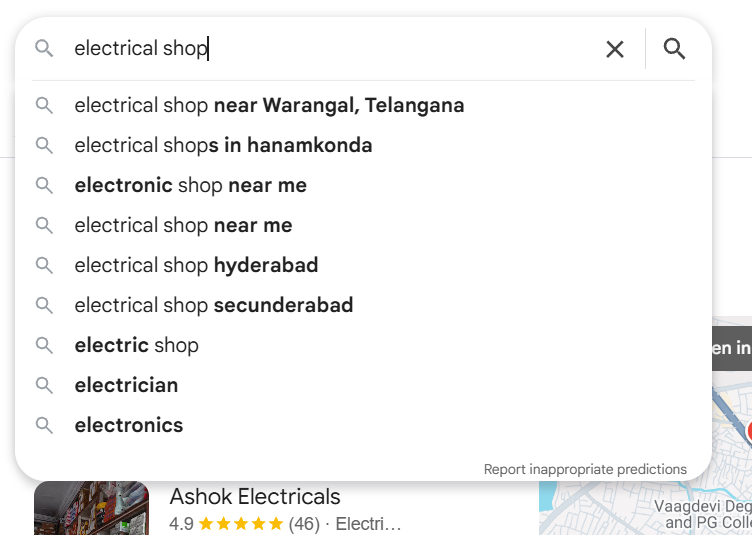 electrical shop
electrical shop near Warangal, Telangana
electrical shops in hanamkonda
electronic shop near me
electrical shop near me
electrical shop hyderabad
electrical shop secunderabad
electric shop
electrician
electronics
en in
Report inappropriate predictions
Ashok Electricals
4.9 (46) · Electri...
Vaagdevi Deg
and PG Colle